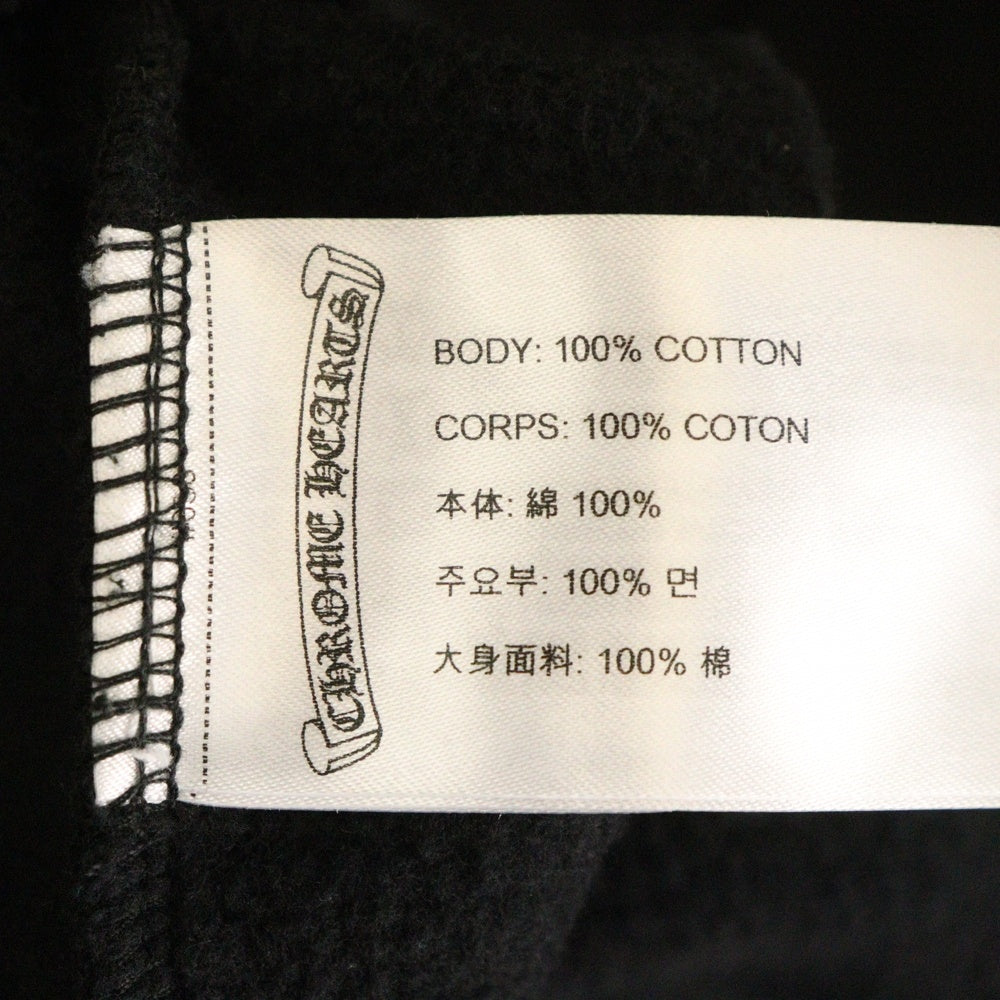 CHROME HEARTS
BODY: 100% COTTON
CORPS: 100% COTON
本体: 綿 100%
주요부: 100% 면
大身面料: 100% 棉